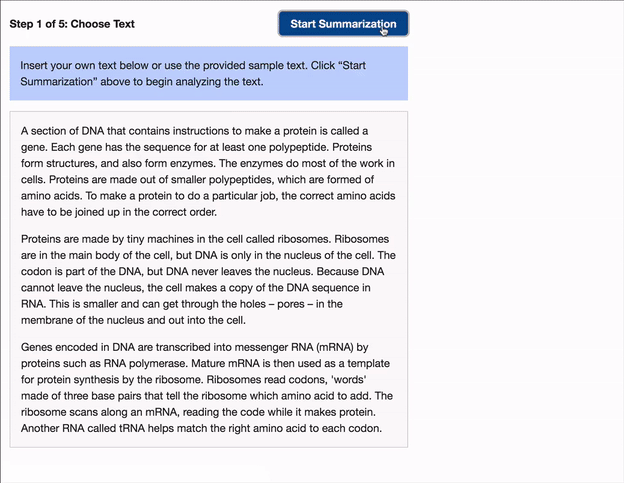 Step 1 of 5: Choose Text
Start Summarization
Insert your own text below or use the provided sample text. Click “Start
Summarization” above to begin analyzing the text.
A section of DNA that contains instructions to make a protein is called a
gene. Each gene has the sequence for at least one polypeptide. Proteins
form structures, and also form enzymes. The enzymes do most of the work in
cells. Proteins are made out of smaller polypeptides, which are formed of
amino acids. To make a protein to do a particular job, the correct amino acids
have to be joined up in the correct order.
Proteins are made by tiny machines in the cell called ribosomes. Ribosomes
are in the main body of the cell, but DNA is only in the nucleus of the cell. The
codon is part of the DNA, but DNA never leaves the nucleus. Because DNA
cannot leave the nucleus, the cell makes a copy of the DNA sequence in
RNA. This is smaller and can get through the holes – pores – in the
membrane of the nucleus and out into the cell.
Genes encoded in DNA are transcribed into messenger RNA (mRNA) by
proteins such as RNA polymerase. Mature mRNA is then used as a template
for protein synthesis by the ribosome. Ribosomes read codons, 'words'
made of three base pairs that tell the ribosome which amino acid to add. The
ribosome scans along an mRNA, reading the code while it makes protein.
Another RNA called tRNA helps match the right amino acid to each codon.